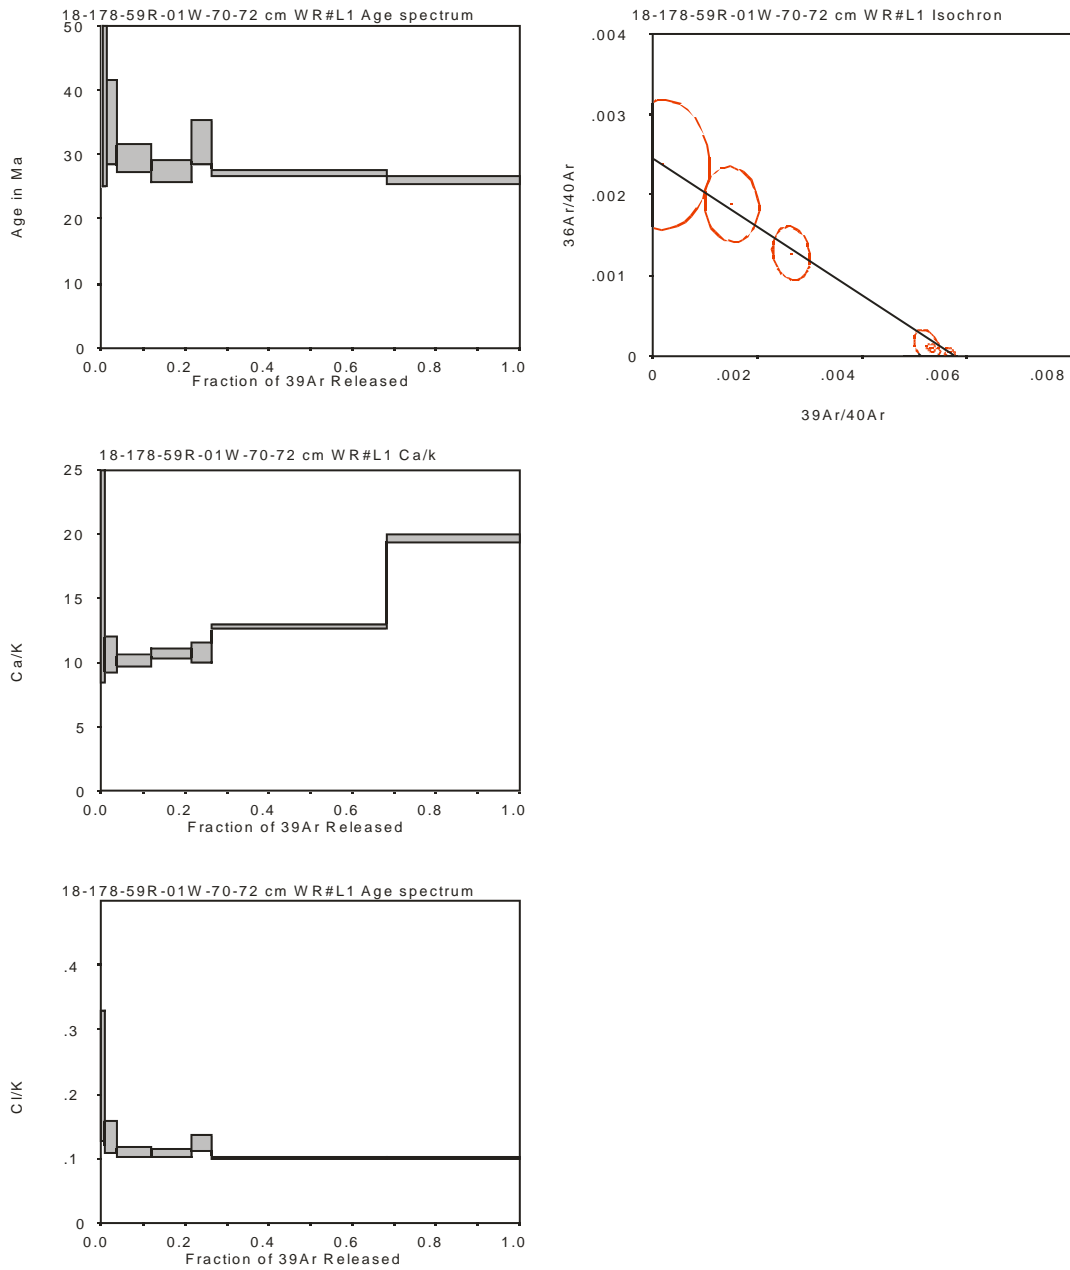 18-178-59R-01W-70-72 cm WR#L1 Age spectrum
50
40
30
20
10
0
Age in Ma
0.0 0.2 0.4 0.6 0.8 1.0
Fraction of 39Ar Released
18-178-59R-01W-70-72 cm WR#L1 Isochron
.004
.003
.002
.001
0
36Ar/40Ar
0 .002 .004 .006 .008
39Ar/40Ar
18-178-59R-01W-70-72 cm WR#L1 Ca/k
25
20
15
10
5
0
Ca/K
0.0 0.2 0.4 0.6 0.8 1.0
Fraction of 39Ar Released
18-178-59R-01W-70-72 cm WR#L1 Age spectrum
.4
.3
.2
.1
0
Cl/K
0.0 0.2 0.4 0.6 0.8 1.0
Fraction of 39Ar Released